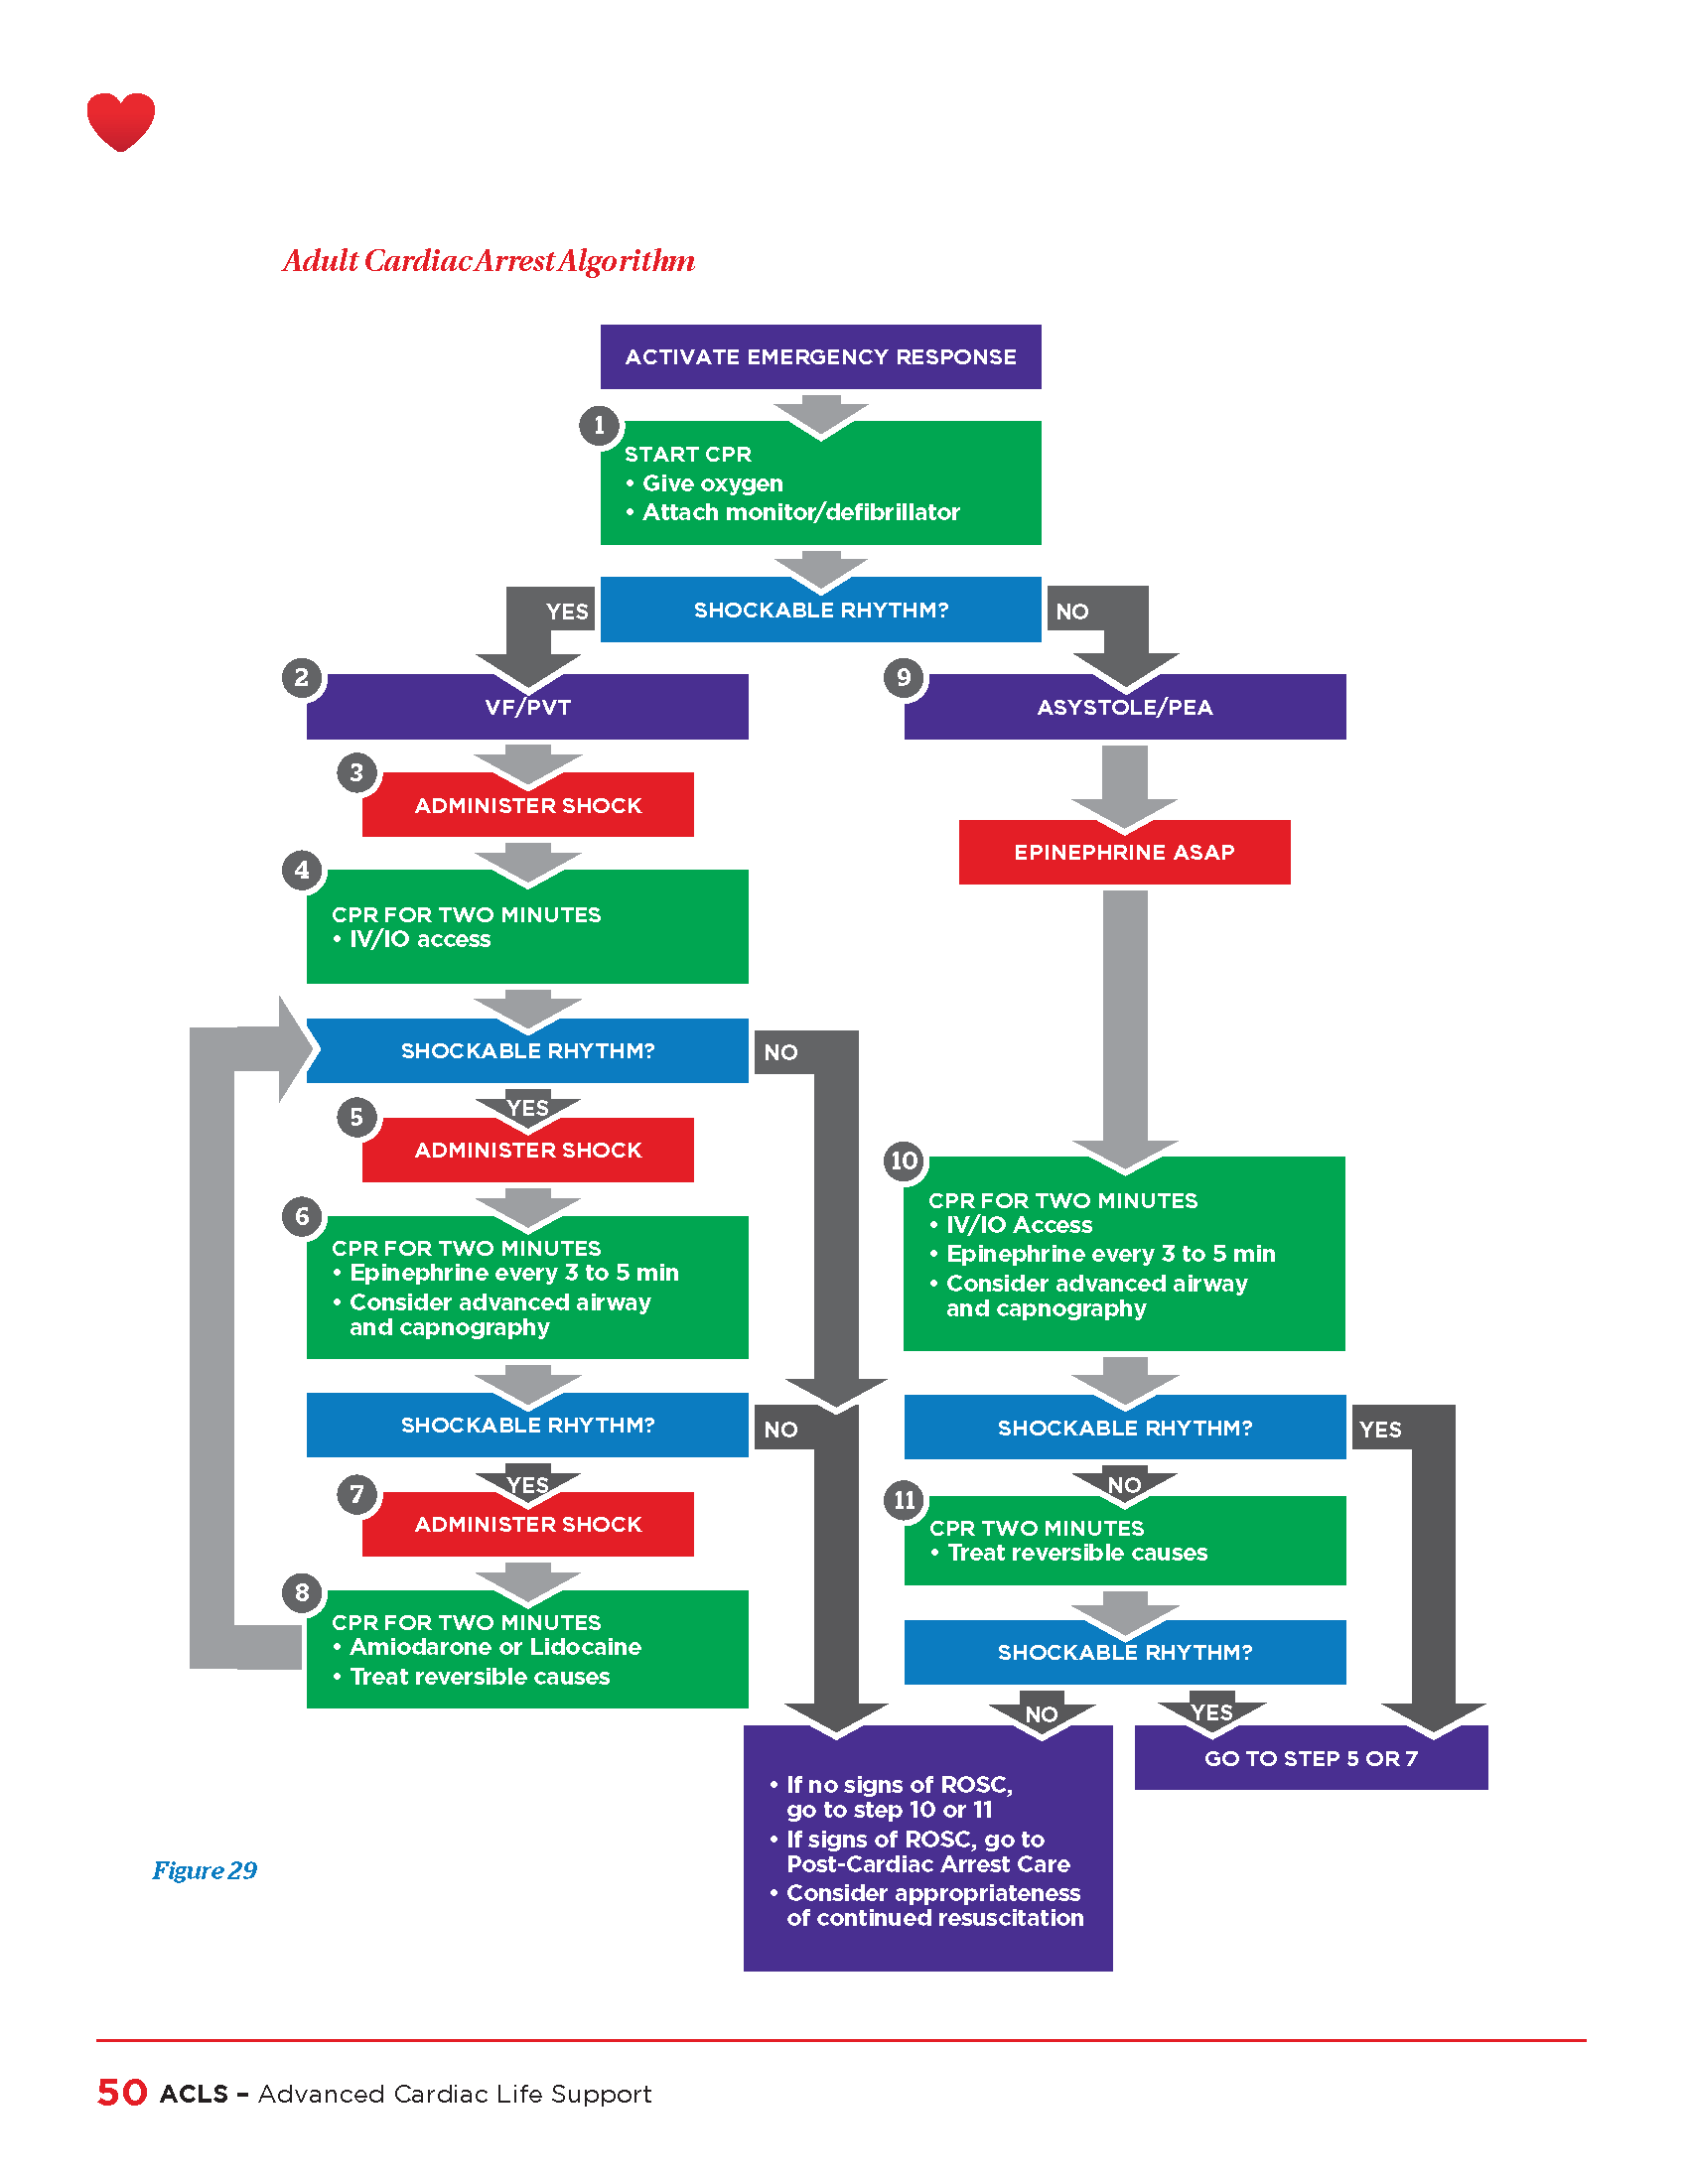 Adult Cardiac Arrest Algorithm
ACTIVATE EMERGENCY RESPONSE
1
START CPR
• Give oxygen
• Attach monitor/defibrillator
YES
SHOCKABLE RHYTHM?
NO
2
VF/PVT
9
ASYSTOLE/PEA
3
ADMINISTER SHOCK
EPINEPHRINE ASAP
4
CPR FOR TWO MINUTES
• IV/IO access
SHOCKABLE RHYTHM?
NO
YES
5
ADMINISTER SHOCK
6
CPR FOR TWO MINUTES
• Epinephrine every 3 to 5 min
• Consider advanced airway
and capnography
10
CPR FOR TWO MINUTES
• IV/IO Access
• Epinephrine every 3 to 5 min
• Consider advanced airway
and capnography
SHOCKABLE RHYTHM?
NO
SHOCKABLE RHYTHM?
YES
YES
7
ADMINISTER SHOCK
NO
11
CPR TWO MINUTES
• Treat reversible causes
8
CPR FOR TWO MINUTES
• Amiodarone or Lidocaine
• Treat reversible causes
SHOCKABLE RHYTHM?
NO
YES
• If no signs of ROSC,
go to step 10 or 11
• If signs of ROSC, go to
Post-Cardiac Arrest Care
• Consider appropriateness
of continued resuscitation
GO TO STEP 5 OR 7
Figure 29
50 ACLS – Advanced Cardiac Life Support